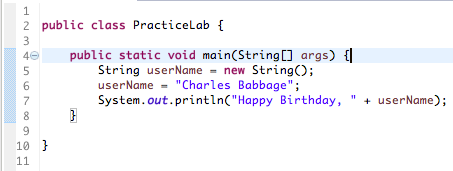 1
2 public class PracticeLab {
3
4 public static void main(String[] args) {
5 String userName = new String();
6 userName = "Charles Babbage";
7 System.out.println("Happy Birthday, " + userName);
8 }
9
10 }
11